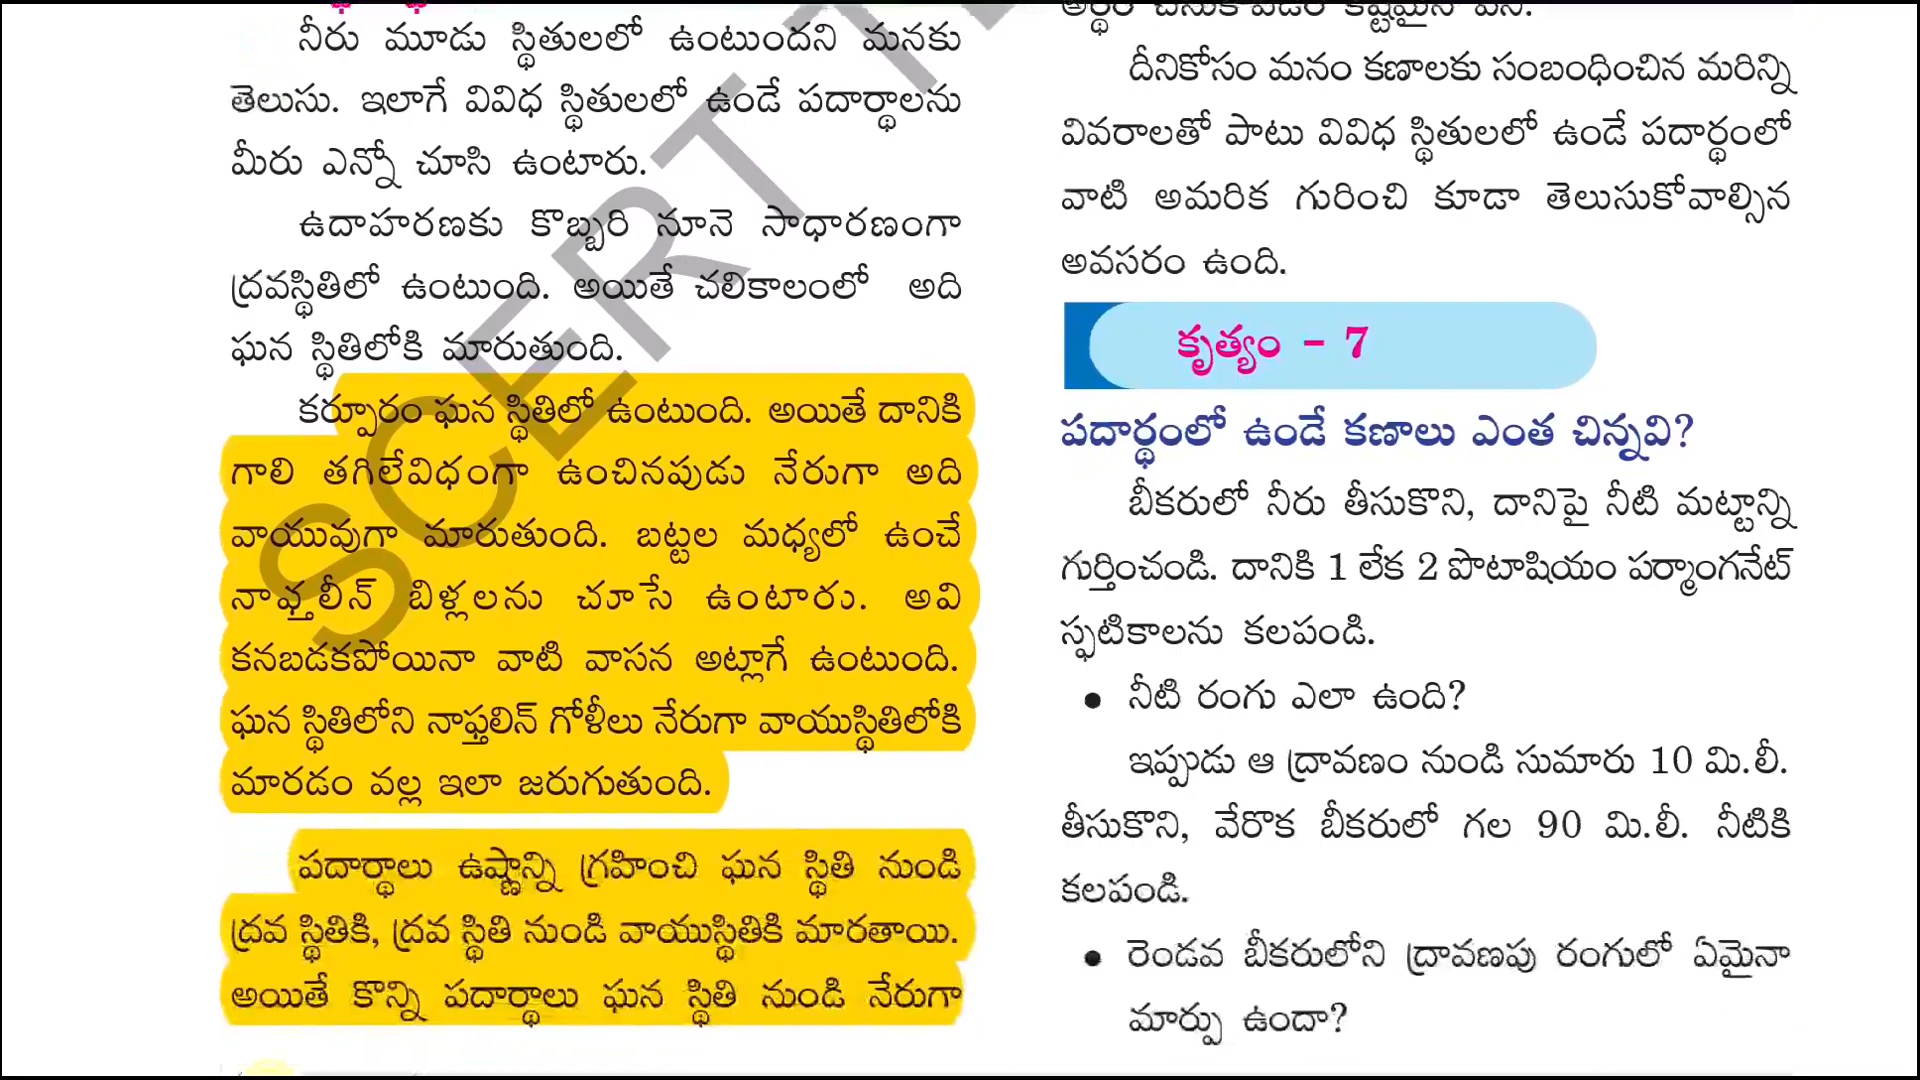 నీరు మూడు స్థితులలో ఉంటుందని మనకు
తెలుసు. ఇలాగే వివిధ స్థితులలో ఉండే పదార్థాలను
మీరు ఎన్నో చూసి ఉంటారు.
ఉదాహరణకు కొబ్బరి నూనె సాధారణంగా
ద్రవస్థితిలో ఉంటుంది. అయితే చలికాలంలో అది
ఘన స్థితిలోకి మారుతుంది.
కర్పూరం ఘన స్థితిలో ఉంటుంది. అయితే దానికి
గాలి తగిలేవిధంగా ఉంచినపుడు నేరుగా అది
వాయువుగా మారుతుంది. బట్టల మధ్యలో ఉంచే
నాఫ్తలీన్ బిళ్లలను చూసే ఉంటారు. అవి
కనబడకపోయినా వాటి వాసన అట్లాగే ఉంటుంది.
ఘన స్థితిలోని నాఫ్తలిన్ గోళీలు నేరుగా వాయుస్థితిలోకి
మారడం వల్ల ఇలా జరుగుతుంది.
పదార్థాలు ఉష్ణాన్ని గ్రహించి ఘన స్థితి నుండి
ద్రవ స్థితికి, ద్రవ స్థితి నుండి వాయుస్థితికి మారతాయి.
అయితే కొన్ని పదార్థాలు ఘన స్థితి నుండి నేరుగా
SCERT
దీనికోసం మనం కణాలకు సంబంధించిన మరిన్ని
వివరాలతో పాటు వివిధ స్థితులలో ఉండే పదార్థంలో
వాటి అమరిక గురించి కూడా తెలుసుకోవాల్సిన
అవసరం ఉంది.
కృత్యం - 7
పదార్థంలో ఉండే కణాలు ఎంత చిన్నవి?
బీకరులో నీరు తీసుకొని, దానిపై నీటి మట్టాన్ని
గుర్తించండి. దానికి 1 లేక 2 పొటాషియం పర్మాంగనేట్
స్ఫటికాలను కలపండి.
● నీటి రంగు ఎలా ఉంది?
ఇప్పుడు ఆ ద్రావణం నుండి సుమారు 10 మి.లీ.
తీసుకొని, వేరొక బీకరులో గల 90 మి.లీ. నీటికి
కలపండి.
● రెండవ బీకరులోని ద్రావణపు రంగులో ఏమైనా
మార్పు ఉందా?